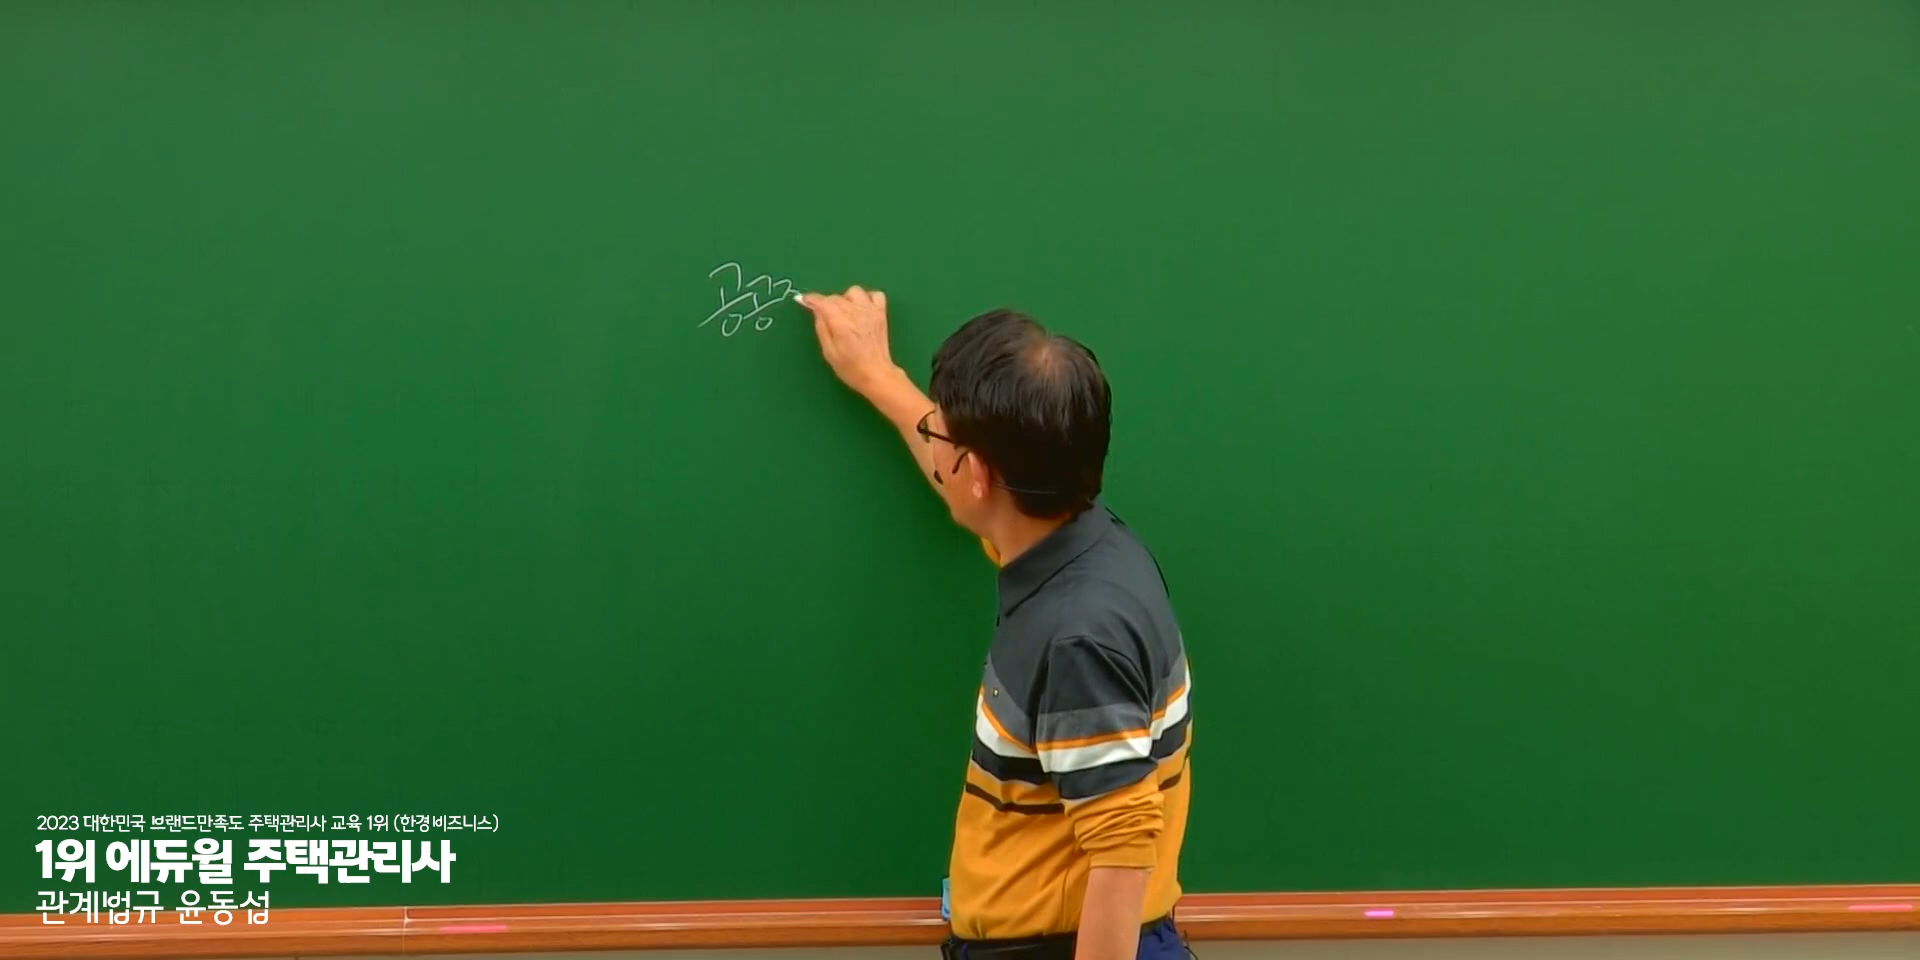 공공
2023 대한민국 브랜드만족도 주택관리사 교육 1위 (한경비즈니스)
1위 에듀윌 주택관리사
관계법규 윤동섭